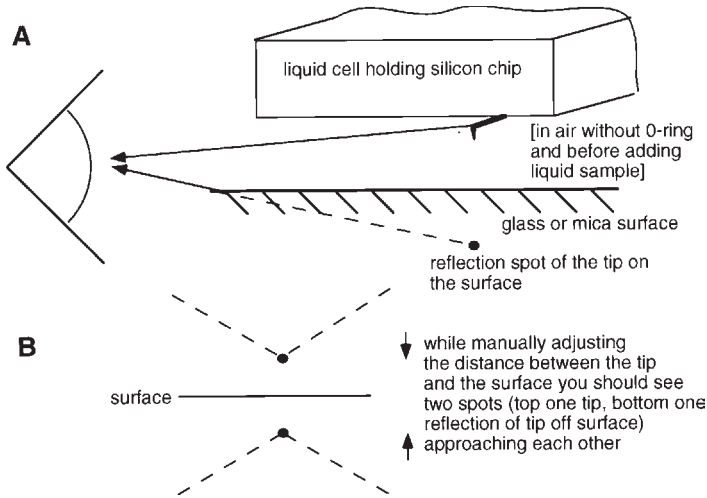 A
liquid cell holding silicon chip
[in air without 0-ring
and before adding
liquid sample]
glass or mica surface
reflection spot of the tip on
the surface
B
surface
while manually adjusting
the distance between the tip
and the surface you should see
two spots (top one tip, bottom one
reflection of tip off surface)
approaching each other